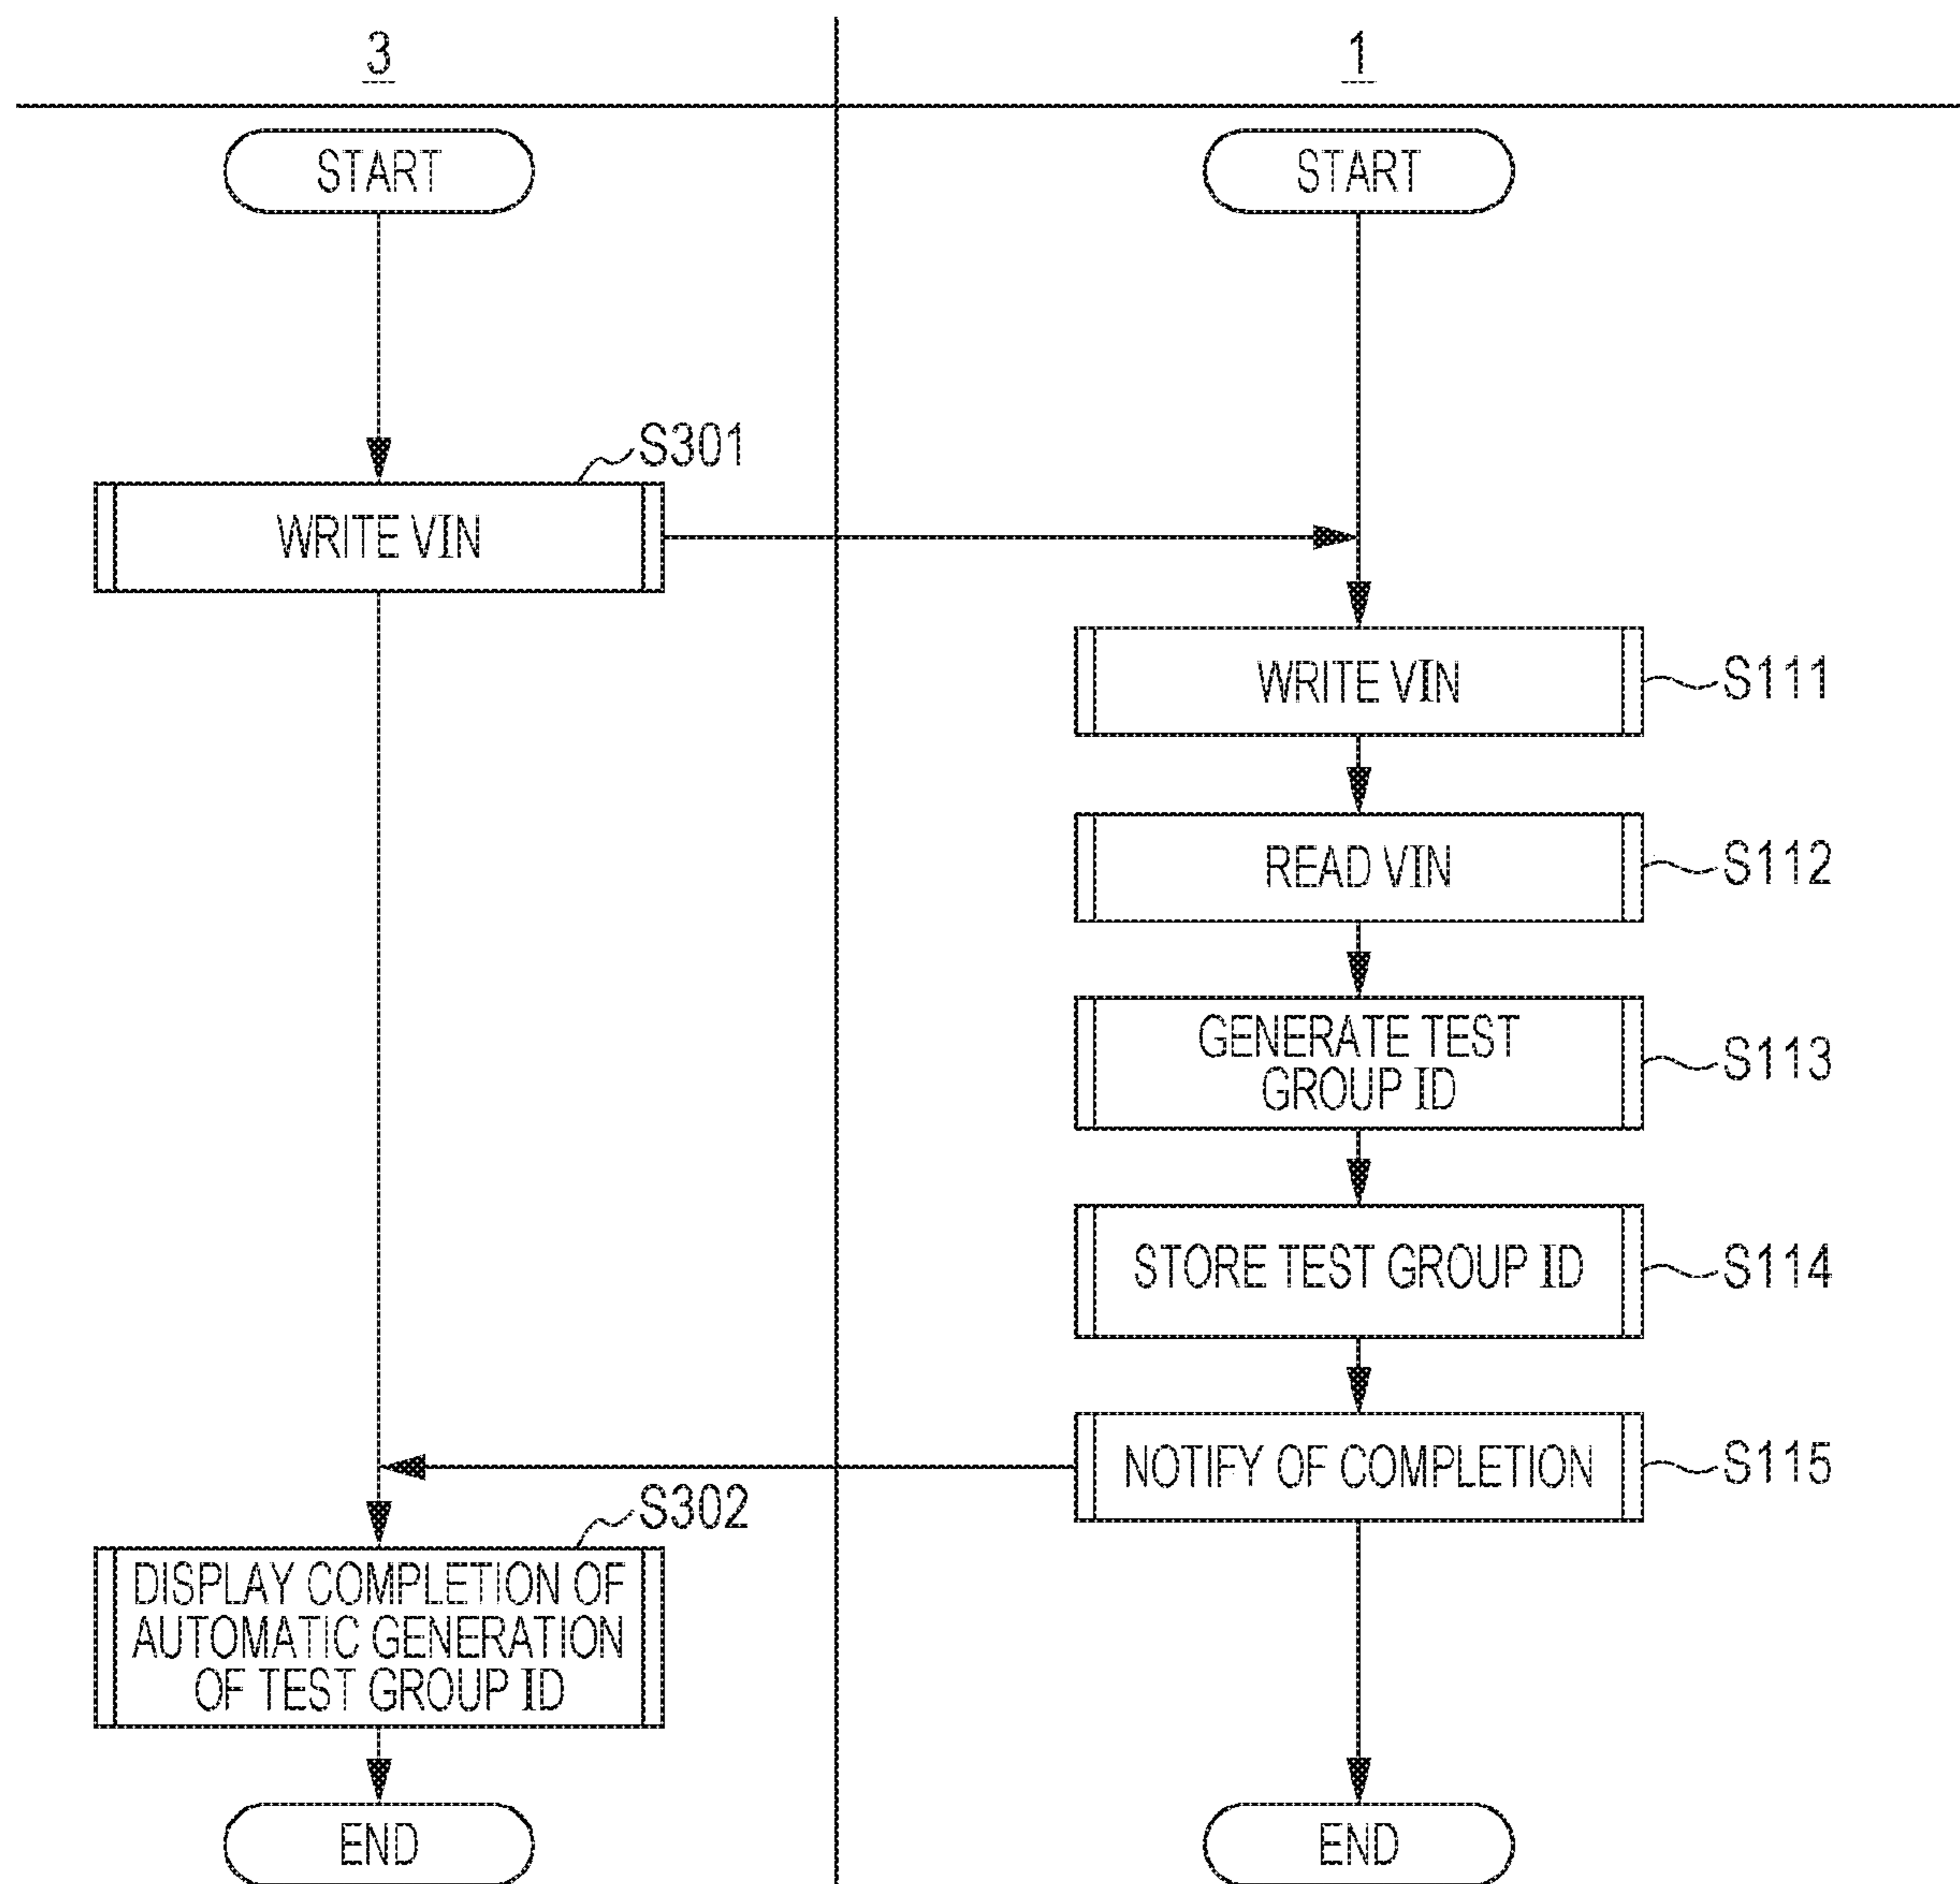 3
1
START
START
S301
WRITE VIN
WRITE VIN
S111
READ VIN
S112
GENERATE TEST
GROUP ID
S113
STORE TEST GROUP ID
S114
NOTIFY OF COMPLETION
S115
S302
DISPLAY COMPLETION OF
AUTOMATIC GENERATION
OF TEST GROUP ID
END
END